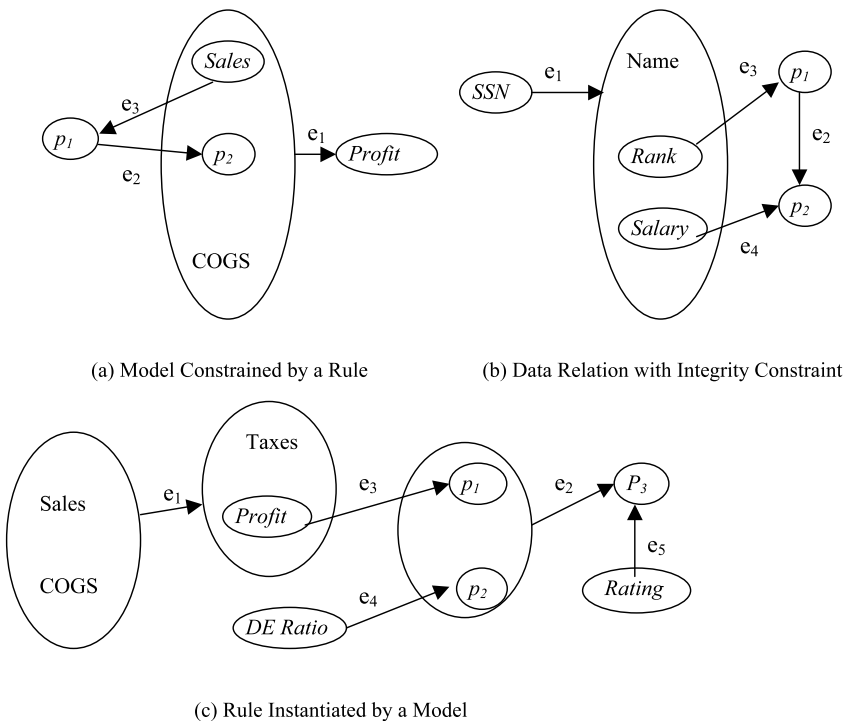 Sales
e3
p1
p2
e2
e1
Profit
COGS
(a) Model Constrained by a Rule
SSN
e1
Name
Rank
Salary
e3
p1
e2
p2
e4
(b) Data Relation with Integrity Constraint
Sales
COGS
e1
Taxes
Profit
e3
p1
e2
P3
e4
p2
e5
DE Ratio
Rating
(c) Rule Instantiated by a Model